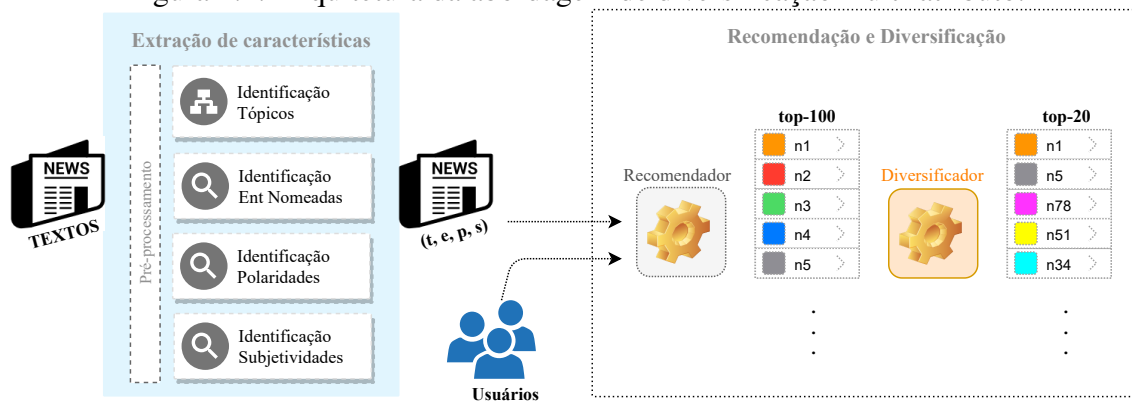 Extração de características
Pré-processamento
Identificação
Tópicos
Identificação
Ent Nomeadas
Identificação
Polaridades
Identificação
Subjetividades
NEWS
TEXTOS
NEWS
(t, e, p, s)
Usuários
Recomendação e Diversificação
Recomendador
top-100
n1
n2
n3
n4
n5
Diversificador
top-20
n1
n5
n78
n51
n34